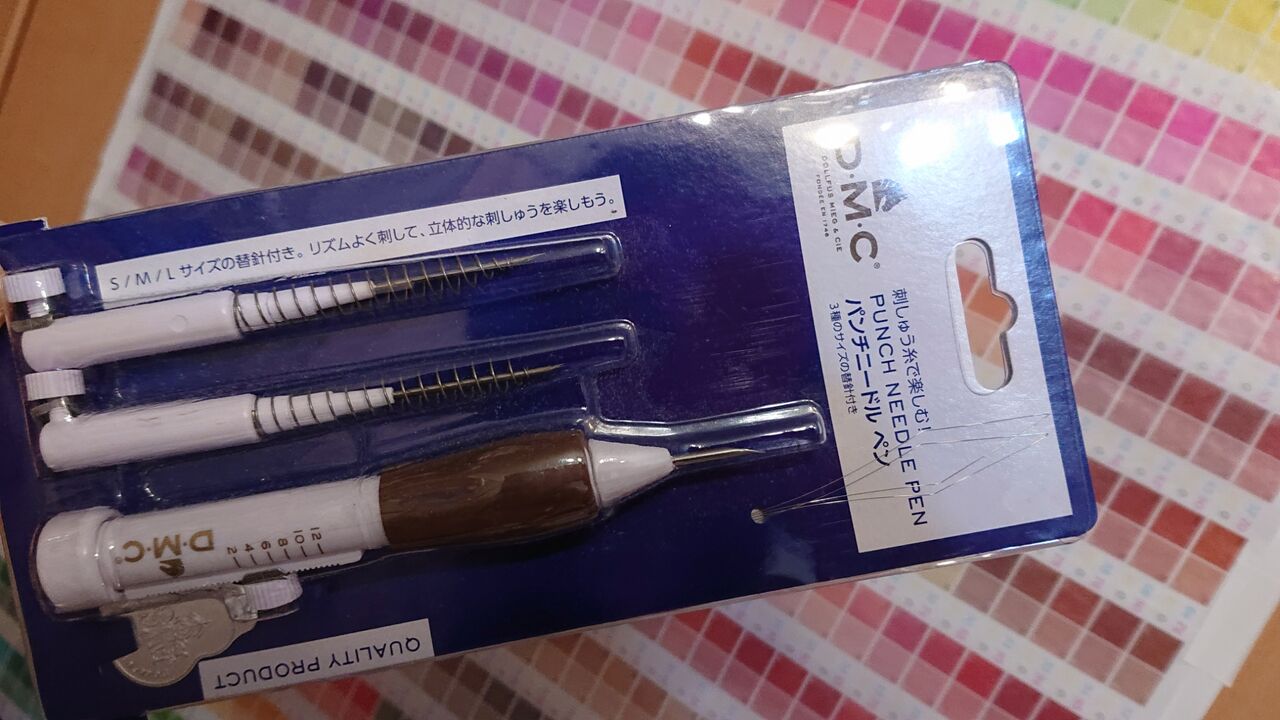 D·M·C®
DOLLFUS MIEG & CIE
FONDÉE EN 1746
刺しゅう糸で楽しむ!
PUNCH NEEDLE PEN
パンチニードル ペン
3種のサイズの替針付き
S/M/Lサイズの替針付き。リズムよく刺して、立体的な刺しゅうを楽しもう。
D·M·C®
12
10
8
6
4
2
QUALITY PRODUCT